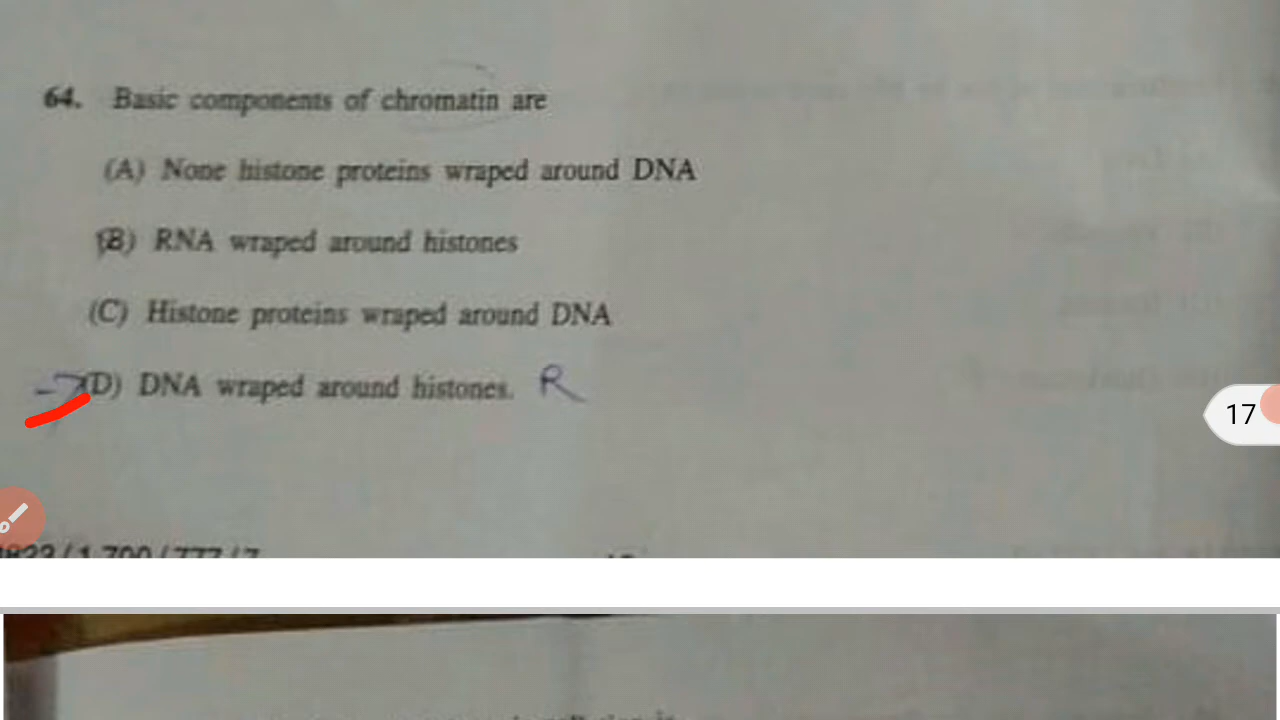 64. Basic components of chromatin are
(A) None histone proteins wraped around DNA
(B) RNA wraped around histones
(C) Histone proteins wraped around DNA
(D) DNA wraped around histones. R
17